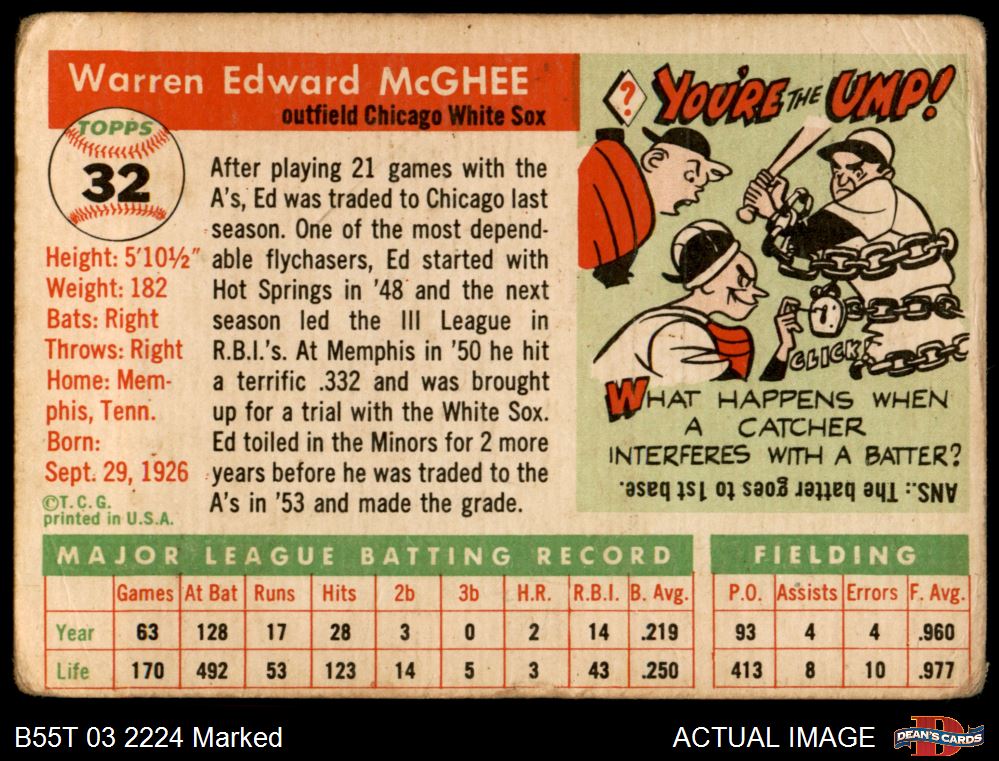 Warren Edward McGHEE
outfield Chicago White Sox
TOPPS
32
Height: 5'10½"
Weight: 182
Bats: Right
Throws: Right
Home: Mem-
phis, Tenn.
Born:
Sept. 29, 1926
©T. C. G.
printed in U.S.A.
After playing 21 games with the
A's, Ed was traded to Chicago last
season. One of the most depend-
able flychasers, Ed started with
Hot Springs in '48 and the next
season led the III League in
R.B.I.'s. At Memphis in '50 he hit
a terrific .332 and was brought
up for a trial with the White Sox.
Ed toiled in the Minors for 2 more
years before he was traded to the
A's in '53 and made the grade.
? YOU'RE THE UMP!
CLICK!
WHAT HAPPENS WHEN
A CATCHER
INTERFERES WITH A BATTER?
ANS.: The batter goes to 1st base.
MAJOR LEAGUE BATTING RECORD FIELDING
Games At Bat Runs Hits 2b 3b H.R. R.B.I. B. Avg. P.O. Assists Errors F. Avg.
Year 63 128 17 28 3 0 2 14 .219 93 4 4 .960
Life 170 492 53 123 14 5 3 43 .250 413 8 10 .977
B55T 03 2224 Marked ACTUAL IMAGE DEAN'S CARDS